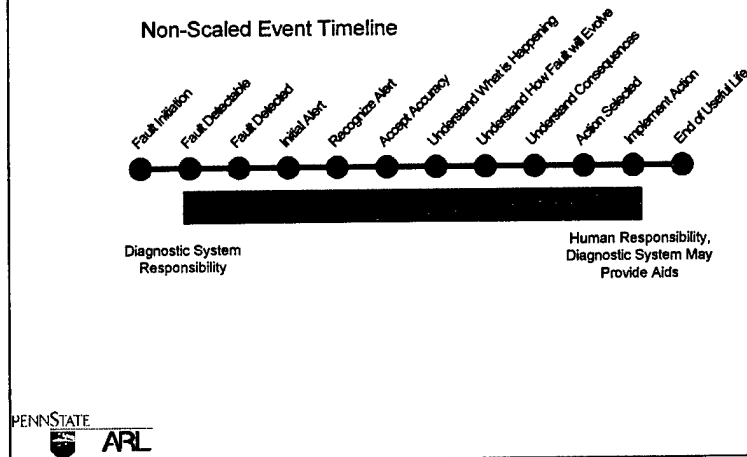 Non-Scaled Event Timeline
Fault Initiation
Fault Detectable
Fault Detected
Initial Alert
Recognize Alert
Accept Accuracy
Understand What is Happening
Understand How Fault will Evolve
Understand Consequences
Action Selected
Implement Action
End of Useful Life
Diagnostic System
Responsibility
Human Responsibility,
Diagnostic System May
Provide Aids
PENNSTATE
ARL